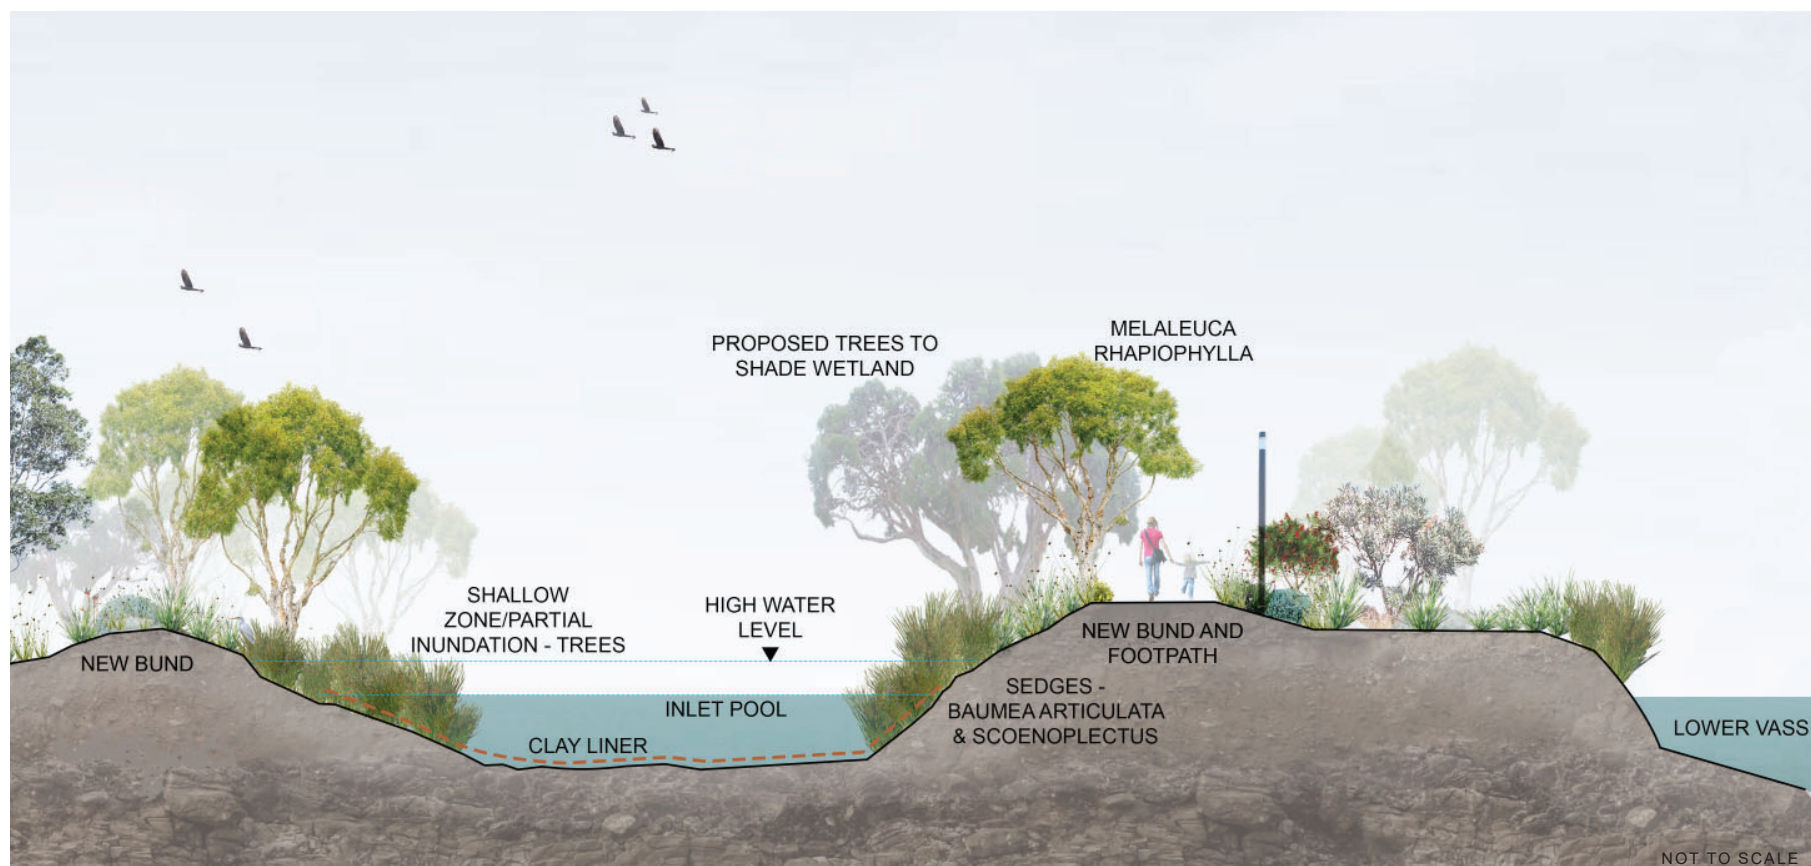 PROPOSED TREES TO
SHADE WETLAND
MELALEUCA
RHAPIOPHYLLA
SHALLOW
ZONE/PARTIAL
INUNDATION - TREES
HIGH WATER
LEVEL
NEW BUND
NEW BUND AND
FOOTPATH
INLET POOL
SEDGES -
BAUMEA ARTICULATA
& SCOENOPLECTUS
CLAY LINER
LOWER VASS
NOT TO SCALE